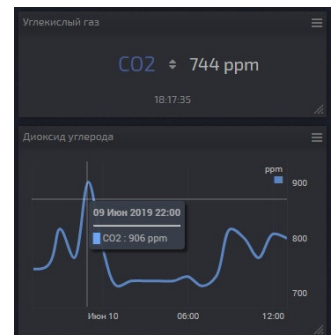 Углекислый газ
CO2 744 ppm
18:17:35
Диоксид углерода
ppm
900
09 Июн 2019 22:00
CO2 : 906 ppm
800
700
Июн 10 06:00 12:00